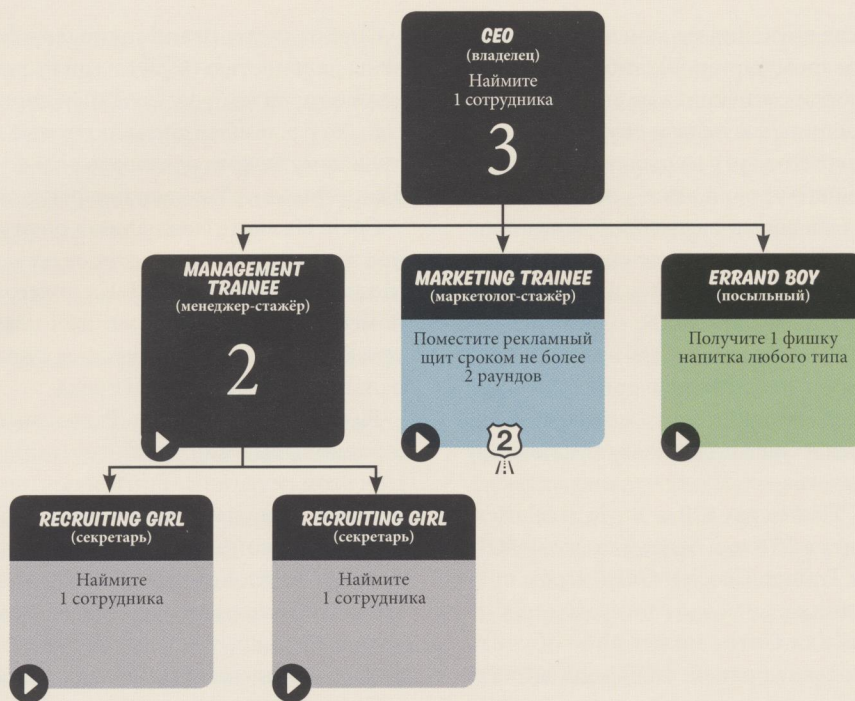 CEO
(владелец)
Наймите
1 сотрудника
3
MANAGEMENT
TRAINEE
(менеджер-стажёр)
2
MARKETING TRAINEE
(маркетолог-стажёр)
Поместите рекламный
щит сроком не более
2 раундов
2
ERRAND BOY
(посыльный)
Получите 1 фишку
напитка любого типа
RECRUITING GIRL
(секретарь)
Наймите
1 сотрудника
RECRUITING GIRL
(секретарь)
Наймите
1 сотрудника